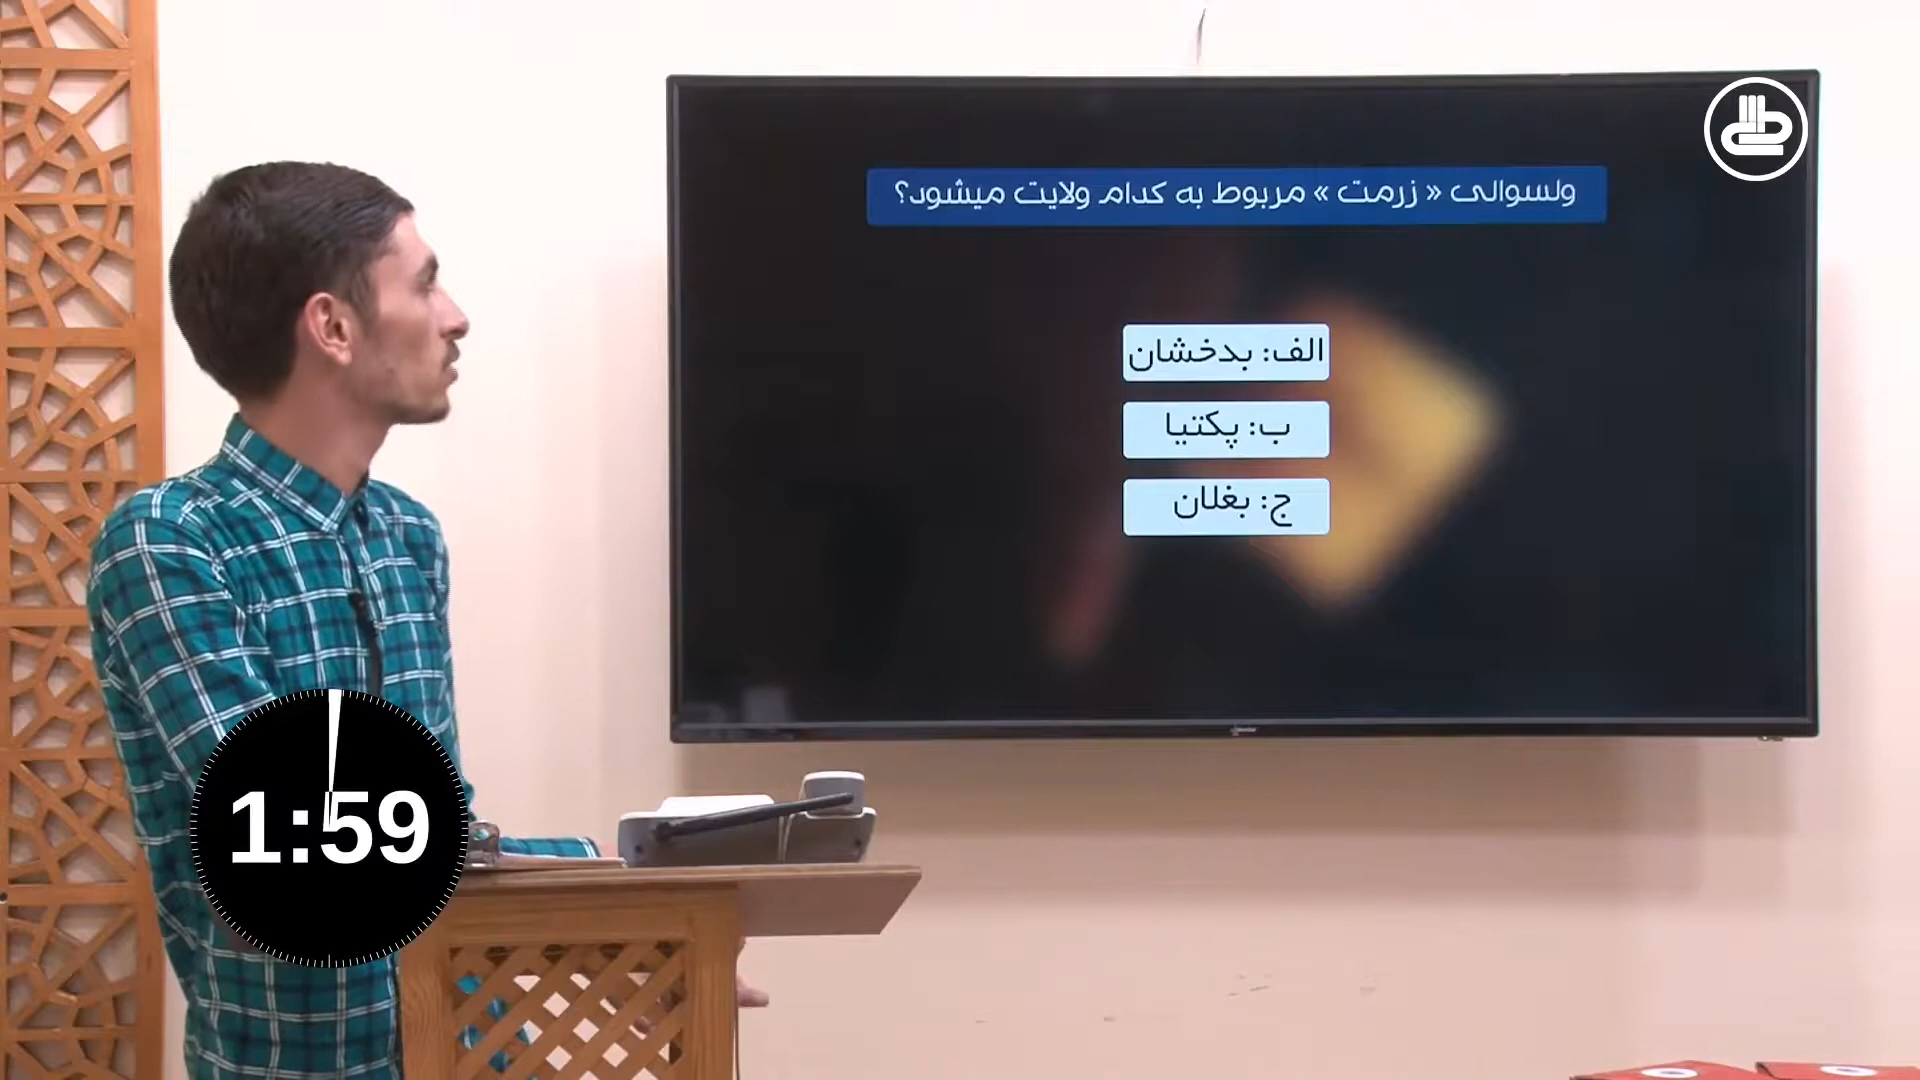 ولسوالی « زرمت » مربوط به کدام ولایت میشود؟
الف: بدخشان
ب: پکتیا
ج: بغلان
1:59